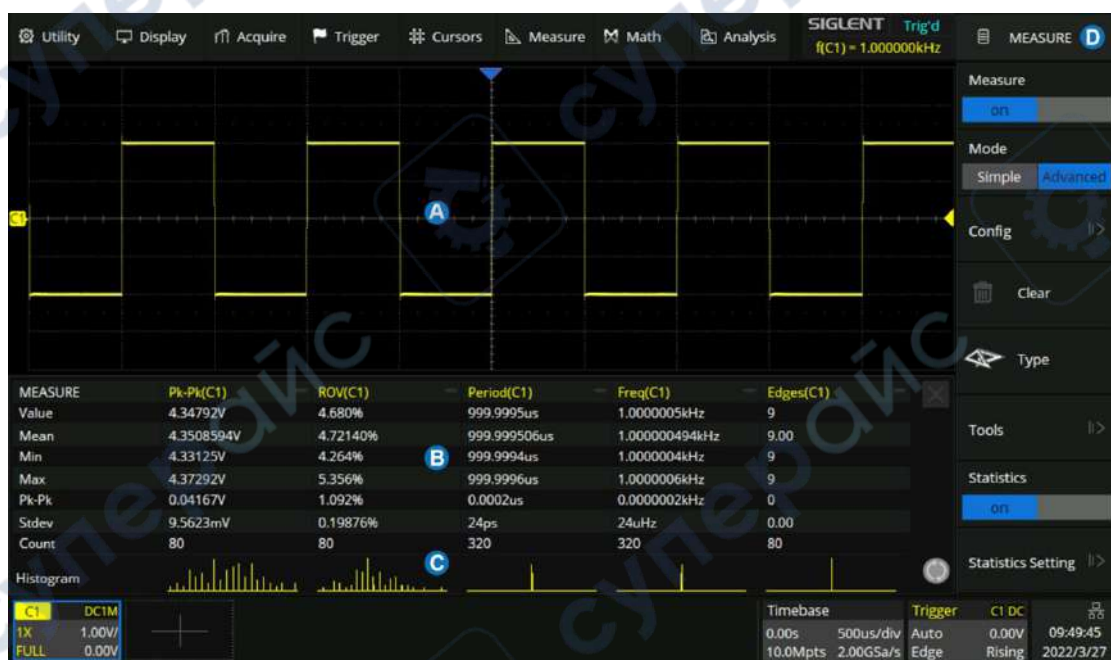 Utility Display Acquire Trigger Cursors Measure Math Analysis
SIGLENT Trig'd
f(C1) = 1.000000kHz
MEASURE D
Measure
on
Mode
Simple Advanced
Config
Clear
Type
Tools
Statistics
on
Statistics Setting
C1
A
MEASURE Pk-Pk(C1) ROV(C1) Period(C1) Freq(C1) Edges(C1)
Value 4.34792V 4.680% 999.9995us 1.0000005kHz 9
Mean 4.3508594V 4.72140% 999.999506us 1.000000494kHz 9.00
Min 4.33125V 4.264% 999.9994us 1.0000004kHz 9
Max 4.37292V 5.356% 999.9996us 1.0000006kHz 9
Pk-Pk 0.04167V 1.092% 0.0002us 0.0000002kHz 0
Stdev 9.5623mV 0.19876% 24ps 24uHz 0.00
Count 80 80 320 320 80
Histogram
B
C
C1 DC1M
1X 1.00V/
FULL 0.00V
Timebase
0.00s 500us/div
10.0Mpts 2.00GSa/s
Trigger C1 DC
Auto 0.00V
Edge Rising
09:49:45
2022/3/27
суперайс
суперайс